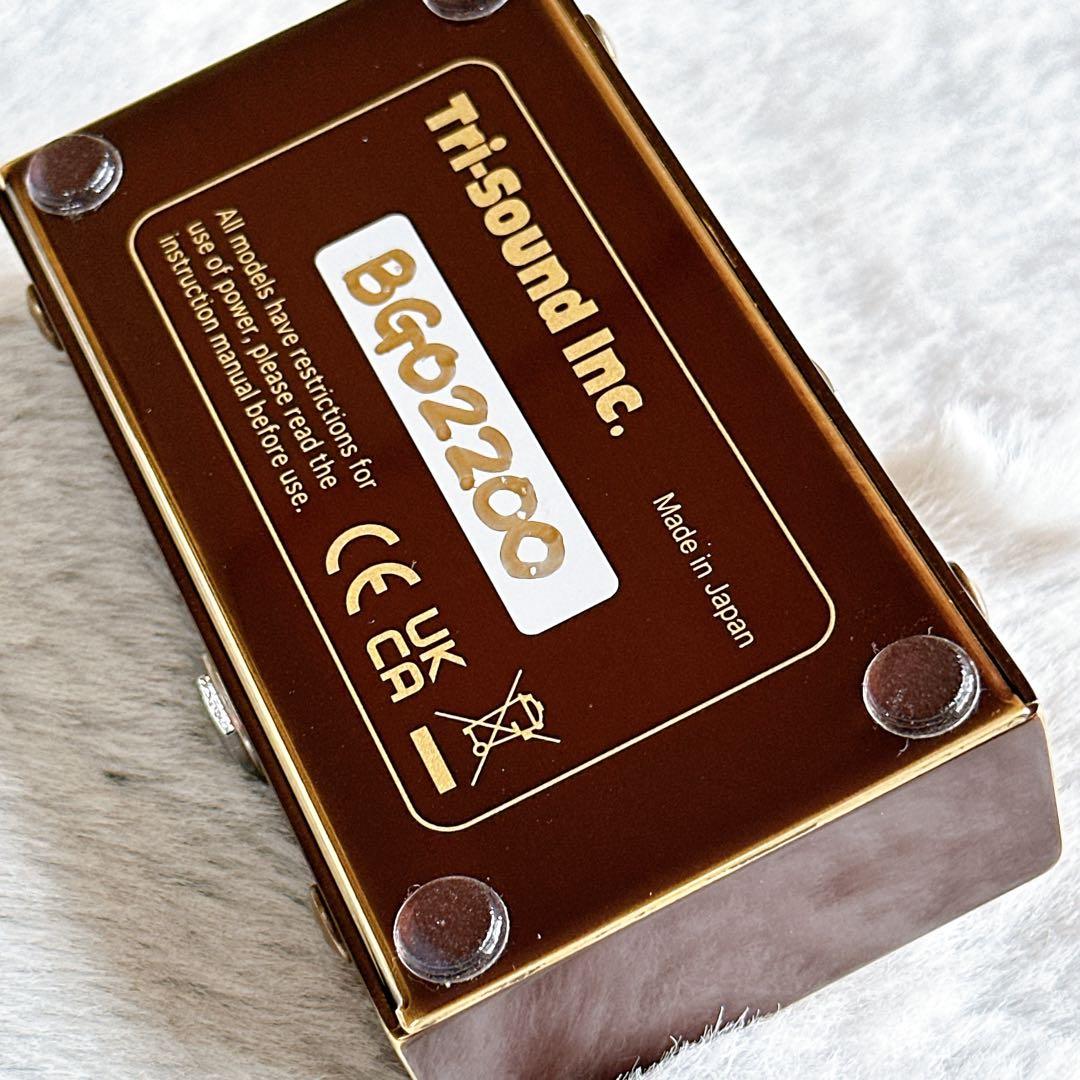 Tri-Sound Inc.
Made in Japan
BG02200
All models have restrictions for
use of power, please read the
instruction manual before use.
CE
UK
CA